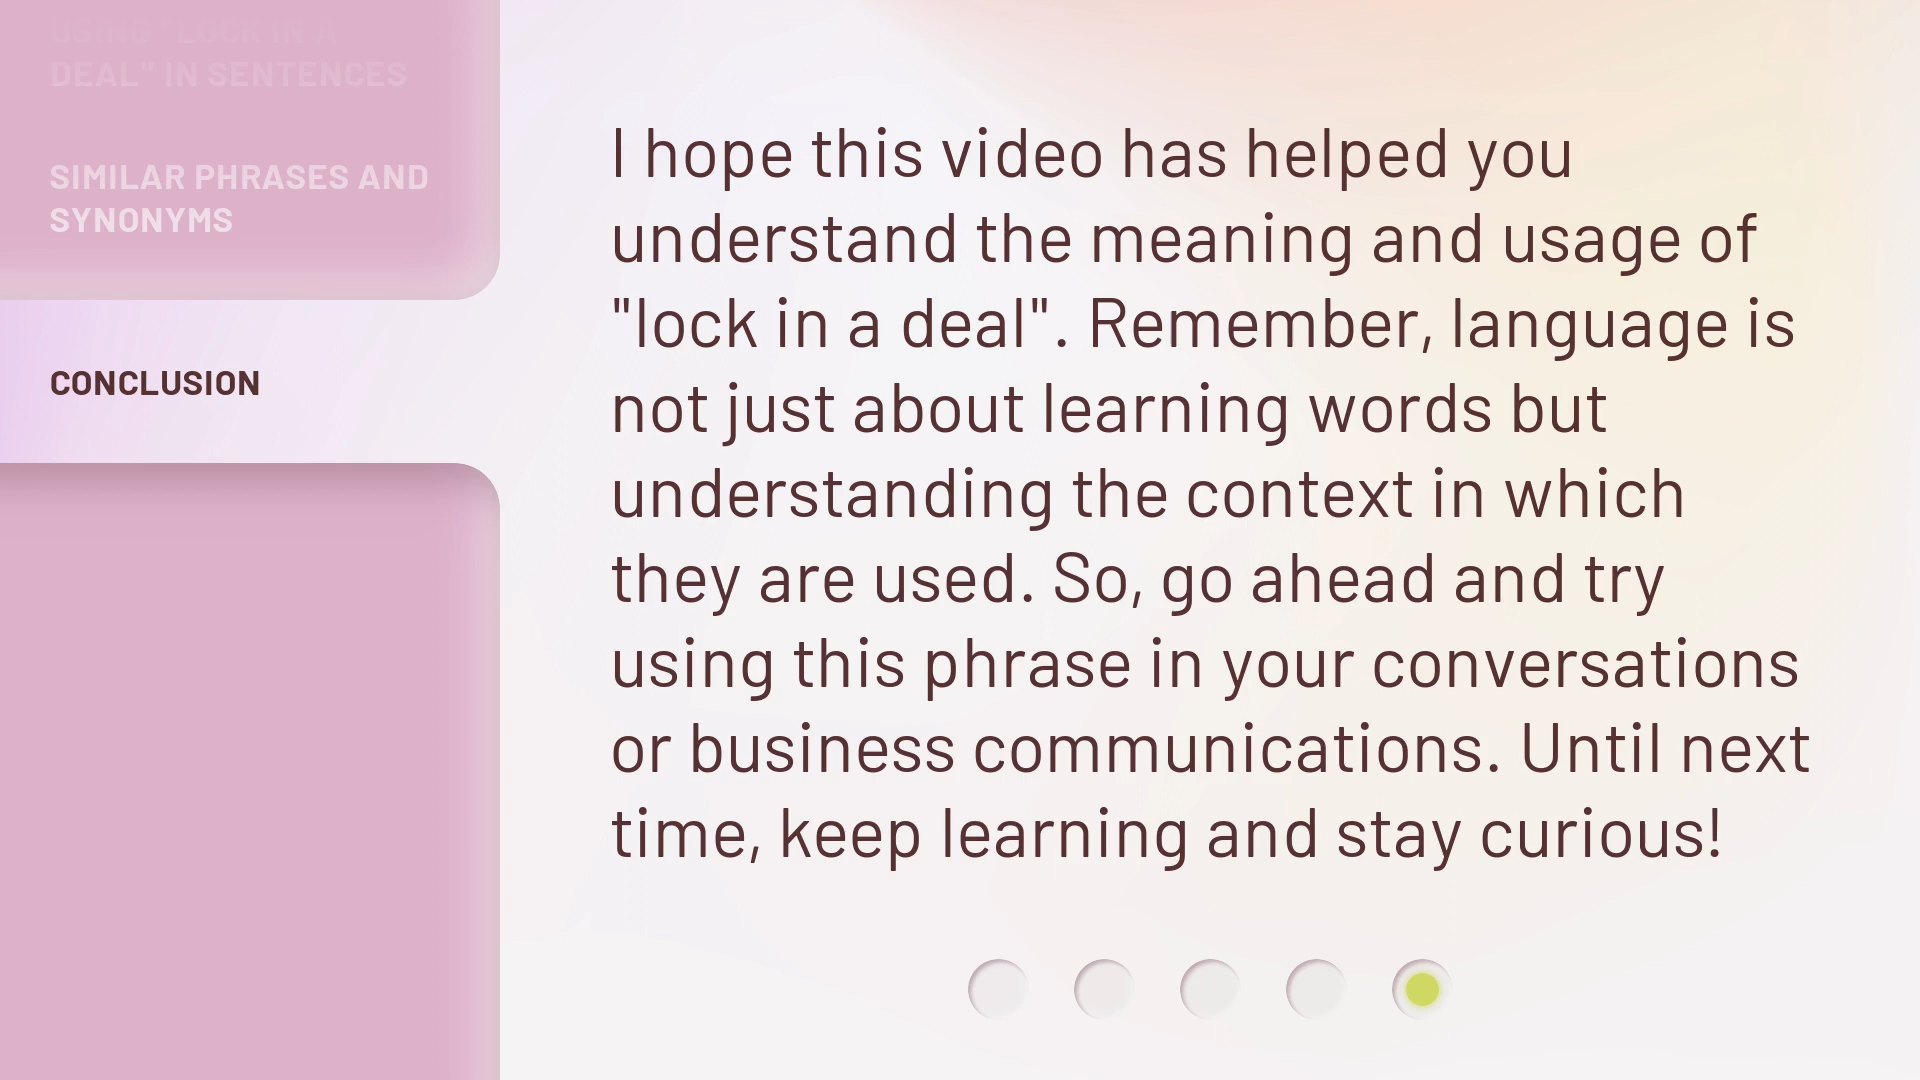 USING "LOCK IN A
DEAL" IN SENTENCES
SIMILAR PHRASES AND
SYNONYMS
CONCLUSION
I hope this video has helped you
understand the meaning and usage of
"lock in a deal". Remember, language is
not just about learning words but
understanding the context in which
they are used. So, go ahead and try
using this phrase in your conversations
or business communications. Until next
time, keep learning and stay curious!